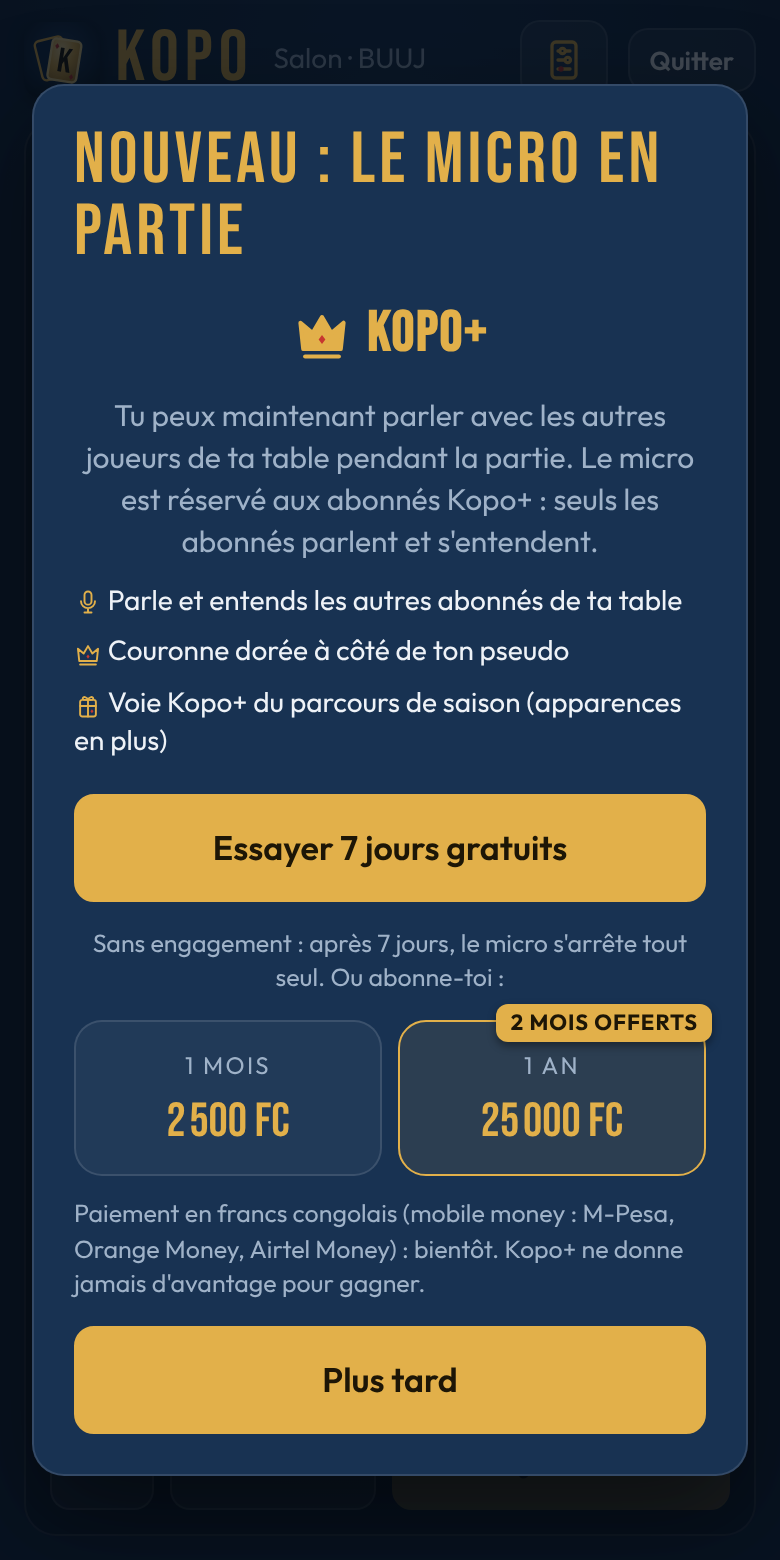 KOPO Salon · BUUJ Quitter
NOUVEAU : LE MICRO EN
PARTIE
KOPO+
Tu peux maintenant parler avec les autres
joueurs de ta table pendant la partie. Le micro
est réservé aux abonnés Kopo+ : seuls les
abonnés parlent et s'entendent.
Parle et entends les autres abonnés de ta table
Couronne dorée à côté de ton pseudo
Voie Kopo+ du parcours de saison (apparences
en plus)
Essayer 7 jours gratuits
Sans engagement : après 7 jours, le micro s'arrête tout
seul. Ou abonne-toi :
2 MOIS OFFERTS
1 MOIS
2 500 FC
1 AN
25 000 FC
Paiement en francs congolais (mobile money : M-Pesa,
Orange Money, Airtel Money) : bientôt. Kopo+ ne donne
jamais d'avantage pour gagner.
Plus tard